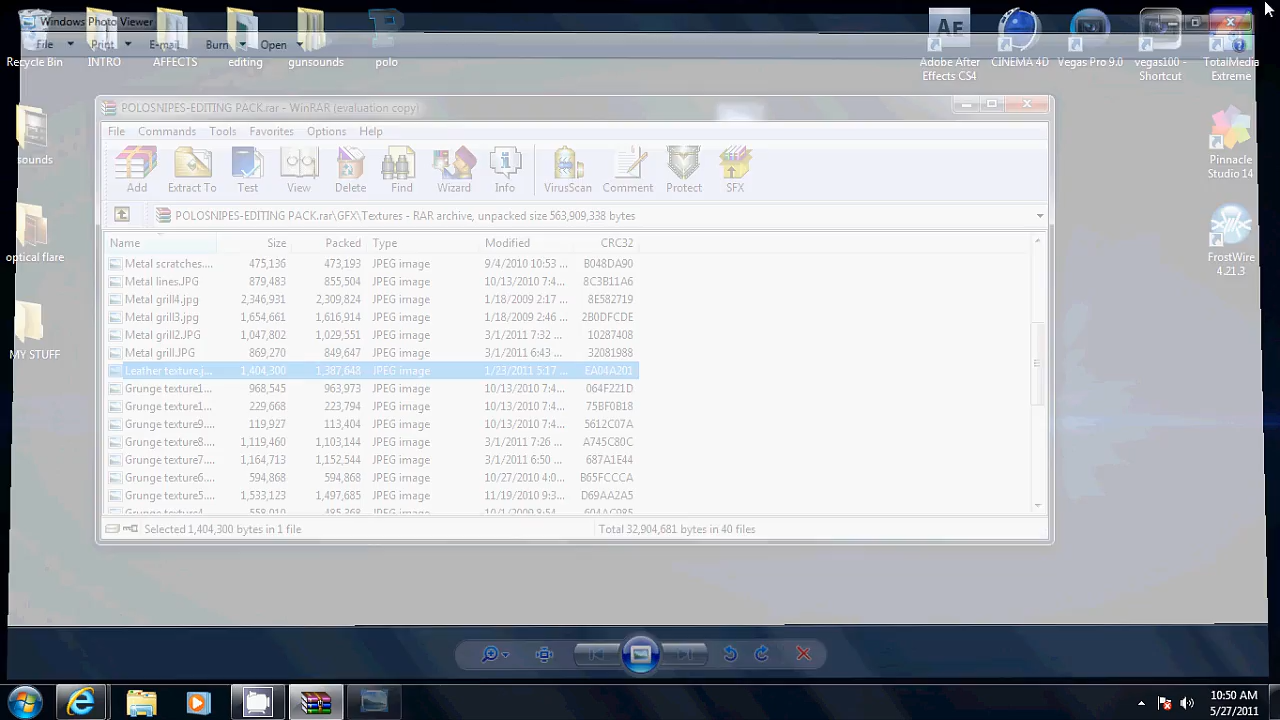 Windows Photo Viewer
File Print E-mail Burn Open
Recycle Bin
INTRO
AFFECTS
editing
gunsounds
polo
Adobe After Effects CS4
CINEMA 4D
Vegas Pro 9.0
vegas100 - Shortcut
TotalMedia Extreme
sounds
optical flare
MY STUFF
Pinnacle Studio 14
FrostWire 4.21.3
POLOSNIPES-EDITING PACK.rar - WinRAR (evaluation copy)
File Commands Tools Favorites Options Help
Add Extract To Test View Delete Find Wizard Info VirusScan Comment Protect SFX
POLOSNIPES-EDITING PACK.rar\GFX\Textures - RAR archive, unpacked size 563,909,338 bytes
Name Size Packed Type Modified CRC32
Metal scratches.... 475,136 473,193 JPEG image 9/4/2010 10:53 ... B048DA90
Metal lines.JPG 879,483 855,504 JPEG image 10/13/2010 7:4... 8C3B11A6
Metal grill4.jpg 2,346,931 2,309,824 JPEG image 1/18/2009 2:17 ... 8E582719
Metal grill3.jpg 1,654,661 1,616,914 JPEG image 1/18/2009 2:46 ... 2B0DFCDE
Metal grill2.JPG 1,047,802 1,029,551 JPEG image 3/1/2011 7:32 ... 10287408
Metal grill.JPG 869,270 849,647 JPEG image 3/1/2011 6:43 ... 32081988
Leather texture.j... 1,404,300 1,387,648 JPEG image 1/23/2011 5:17 ... EA04A201
Grunge texture1... 968,545 963,973 JPEG image 10/13/2010 7:4... 064F221D
Grunge texture1... 229,668 223,794 JPEG image 10/13/2010 7:4... 75BF0B18
Grunge texture9.... 119,927 113,404 JPEG image 10/13/2010 7:4... 5612C07A
Grunge texture8.... 1,119,460 1,103,144 JPEG image 3/1/2011 7:26 ... A745C80C
Grunge texture7.... 1,164,713 1,152,544 JPEG image 3/1/2011 6:50 ... 687A1E44
Grunge texture6.... 594,868 594,868 JPEG image 10/27/2010 4:0... B65FCCCA
Grunge texture5.... 1,533,123 1,497,685 JPEG image 11/19/2010 9:3... D69AA2A5
Grunge texture4.... 558,010 485,368 JPEG image 10/1/2009 8:54
Selected 1,404,300 bytes in 1 file
Total 32,904,681 bytes in 40 files
10:50 AM
5/27/2011